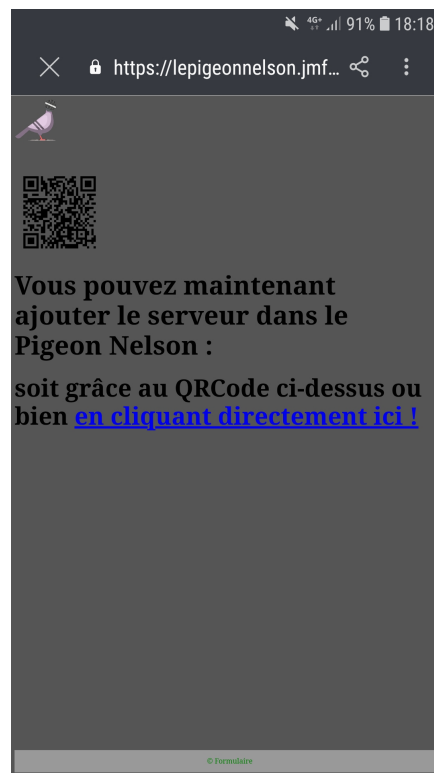 4G+ 91% 18:18
https://lepigeonnelson.jmf...
Vous pouvez maintenant
ajouter le serveur dans le
Pigeon Nelson :
soit grâce au QRCode ci-dessus ou
bien en cliquant directement ici !
© Formulaire